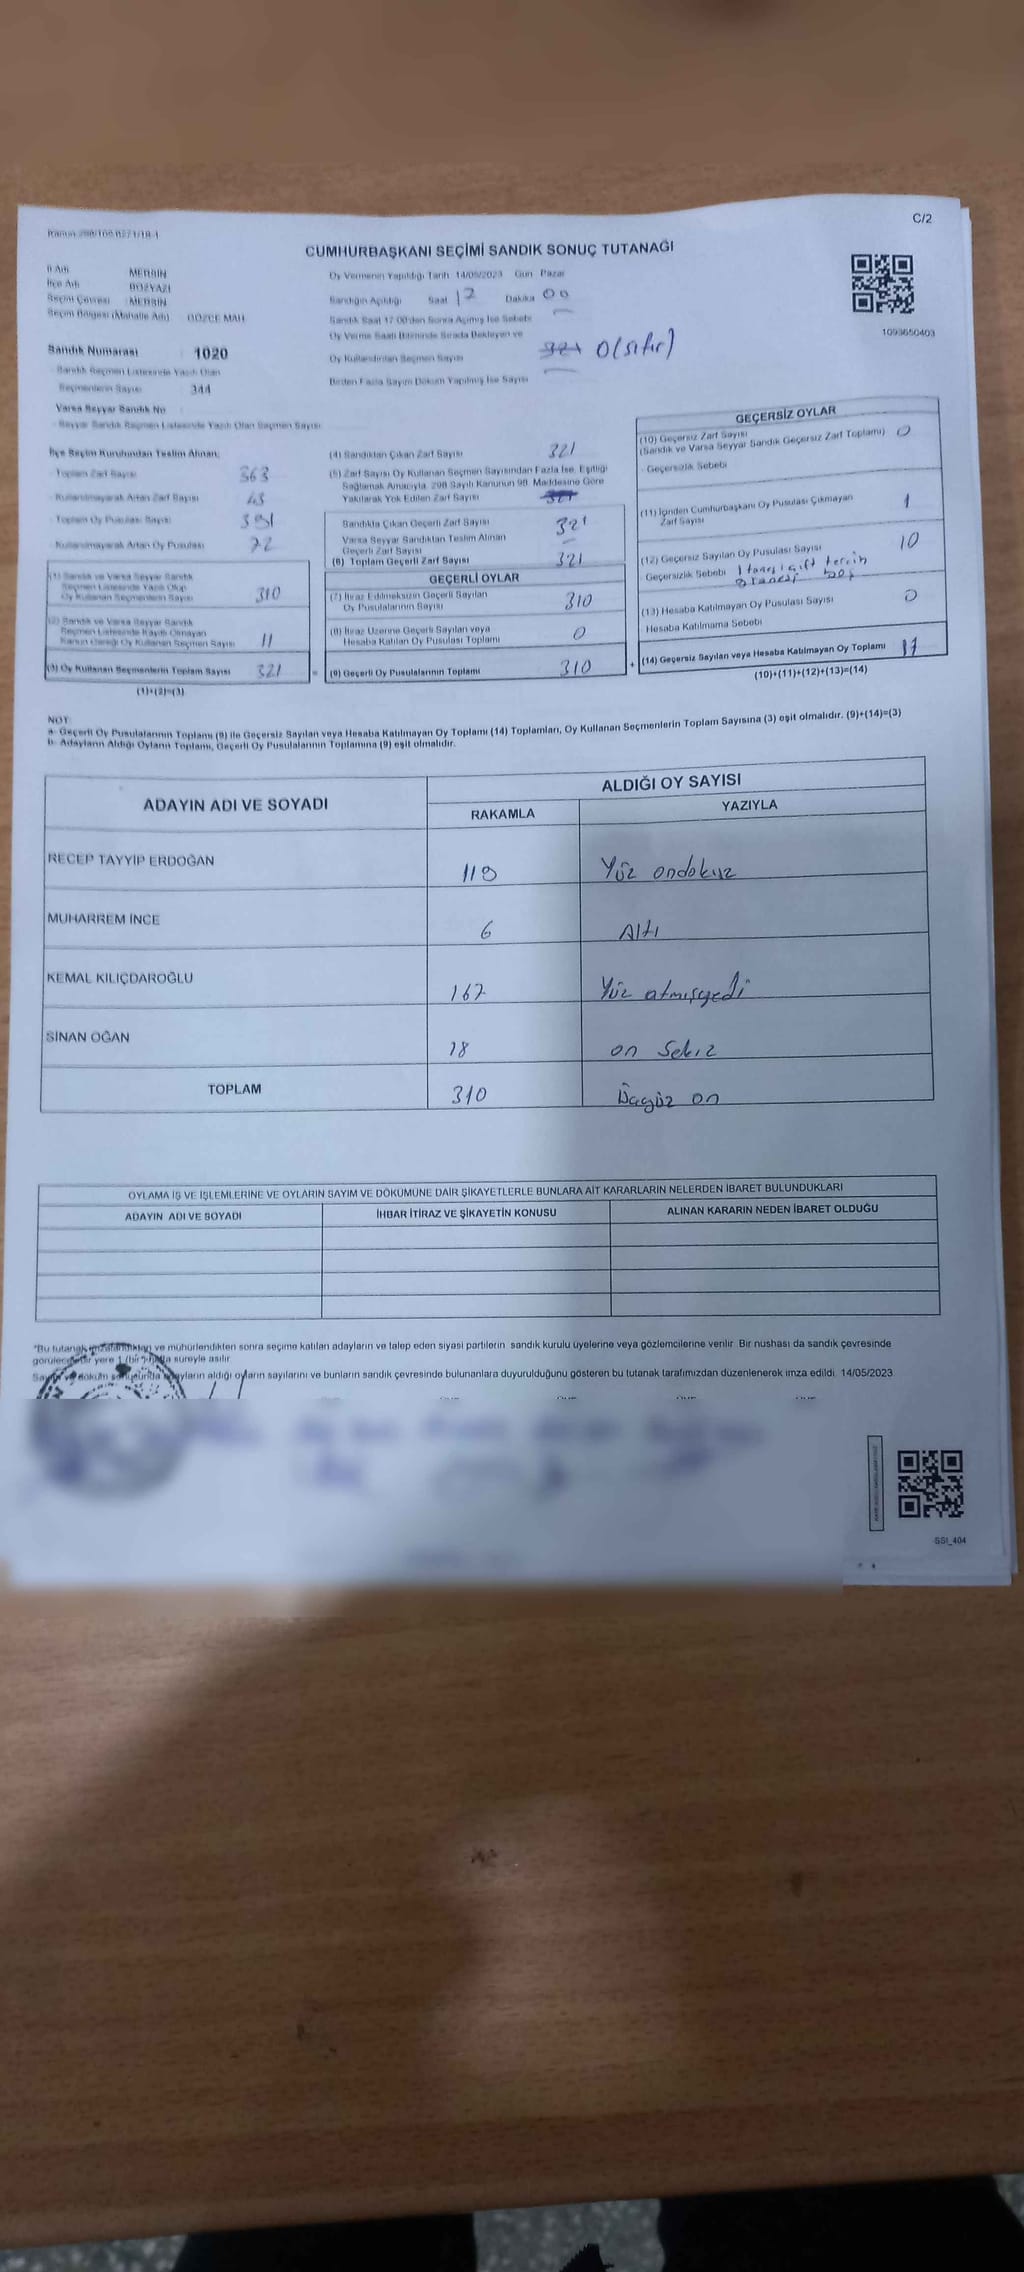 C/2
CUMHURBAŞKANI SEÇİMİ SANDIK SONUÇ TUTANAĞI
İl Adı MERSİN
İlçe Adı BOZYAZI
Seçim Çevresi MERSİN
Seçim Bölgesi (Mahalle Adı) GÖZCE MAH.
Oy Vermenin Yapıldığı Tarih 14/05/2023 Gün Pazar
Sandığın Açıldığı Saat 17 Dakika 00
Sandık Saat 17:00'den Sonra Açılmış İse Sebebi
Oy Verme Saati Bitiminde Sırada Bekleyen ve
Oy Kullandırılan Seçmen Sayısı 321 0 (sıfır)
Birden Fazla Sayım Döküm Yapılmış İse Sayısı
1093650403
Sandık Numarası 1020
Sandık Seçmen Listesinde Yazılı Olan
Seçmenlerin Sayısı 344
Varsa Seyyar Sandık No
Seyyar Sandık Seçmen Listesinde Yazılı Olan Seçmen Sayısı
İlçe Seçim Kurulundan Teslim Alınan;
Toplam Zarf Sayısı 363
Kullanılmayarak Artan Zarf Sayısı 43
Toplam Oy Pusulası Sayısı 391
Kullanılmayarak Artan Oy Pusulası 72
(1) Sandık ve Varsa Seyyar Sandık
Seçmen Listesinde Yazılı Olup
Oy Kullanan Seçmenlerin Sayısı 310
(2) Sandık ve Varsa Seyyar Sandık
Seçmen Listesinde Kayıtlı Olmayan
Kanun Gereği Oy Kullanan Seçmen Sayısı 11
(3) Oy Kullanan Seçmenlerin Toplam Sayısı 321
(1)+(2)=(3)
(4) Sandıktan Çıkan Zarf Sayısı 321
(5) Zarf Sayısı Oy Kullanan Seçmen Sayısından Fazla İse, Eşitliği
Sağlamak Amacıyla, 298 Sayılı Kanunun 98. Maddesine Göre
Yakılarak Yok Edilen Zarf Sayısı
Sandıkta Çıkan Geçerli Zarf Sayısı 321
Varsa Seyyar Sandıktan Teslim Alınan
Geçerli Zarf Sayısı
(6) Toplam Geçerli Zarf Sayısı 321
GEÇERLİ OYLAR
(7) İtiraz Edilmeksizin Geçerli Sayılan
Oy Pusulalarının Sayısı 310
(8) İtiraz Üzerine Geçerli Sayılan veya
Hesaba Katılan Oy Pusulası Toplamı 0
= (9) Geçerli Oy Pusulalarının Toplamı 310
GEÇERSİZ OYLAR
(10) Geçersiz Zarf Sayısı
(Sandık ve Varsa Seyyar Sandık Geçersiz Zarf Toplamı) 0
Geçersizlik Sebebi
(11) İçinden Cumhurbaşkanı Oy Pusulası Çıkmayan
Zarf Sayısı 1
(12) Geçersiz Sayılan Oy Pusulası Sayısı 10
Geçersizlik Sebebi 1 tanesi çift tercih
9 tanesi boş
(13) Hesaba Katılmayan Oy Pusulası Sayısı 0
Hesaba Katılmama Sebebi
+ (14) Geçersiz Sayılan veya Hesaba Katılmayan Oy Toplamı 11
(10)+(11)+(12)+(13)=(14)
NOT:
a- Geçerli Oy Pusulalarının Toplamı (9) ile Geçersiz Sayılan veya Hesaba Katılmayan Oy Toplamı (14) Toplamları, Oy Kullanan Seçmenlerin Toplam Sayısına (3) eşit olmalıdır. (9)+(14)=(3)
b- Adayların Aldığı Oyların Toplamı, Geçerli Oy Pusulalarının Toplamına (9) eşit olmalıdır.
ADAYIN ADI VE SOYADI
ALDIĞI OY SAYISI
RAKAMLA YAZIYLA
RECEP TAYYİP ERDOĞAN 119 Yüz ondokuz
MUHARREM İNCE 6 Altı
KEMAL KILIÇDAROĞLU 167 Yüz atmışyedi
SİNAN OĞAN 18 on Sekiz
TOPLAM 310 Üçyüz on
OYLAMA İŞ VE İŞLEMLERİNE VE OYLARIN SAYIM VE DÖKÜMÜNE DAİR ŞİKAYETLERLE BUNLARA AİT KARARLARIN NELERDEN İBARET BULUNDUKLARI
ADAYIN ADI VE SOYADI İHBAR İTİRAZ VE ŞİKAYETİN KONUSU ALINAN KARARIN NEDEN İBARET OLDUĞU
"Bu tutanak imzalandıktan ve mühürlendikten sonra seçime katılan adayların ve talep eden siyasi partilerin sandık kurulu üyelerine veya gözlemcilerine verilir. Bir nushası da sandık çevresinde
görülecek bir yere 1 (bir) hafta süreyle asılır.
Sayım ve döküm sonucunda adayların aldığı oyların sayılarını ve bunların sandık çevresinde bulunanlara duyurulduğunu gösteren bu tutanak tarafımızdan düzenlenerek imza edildi. 14/05/2023
SSI_404